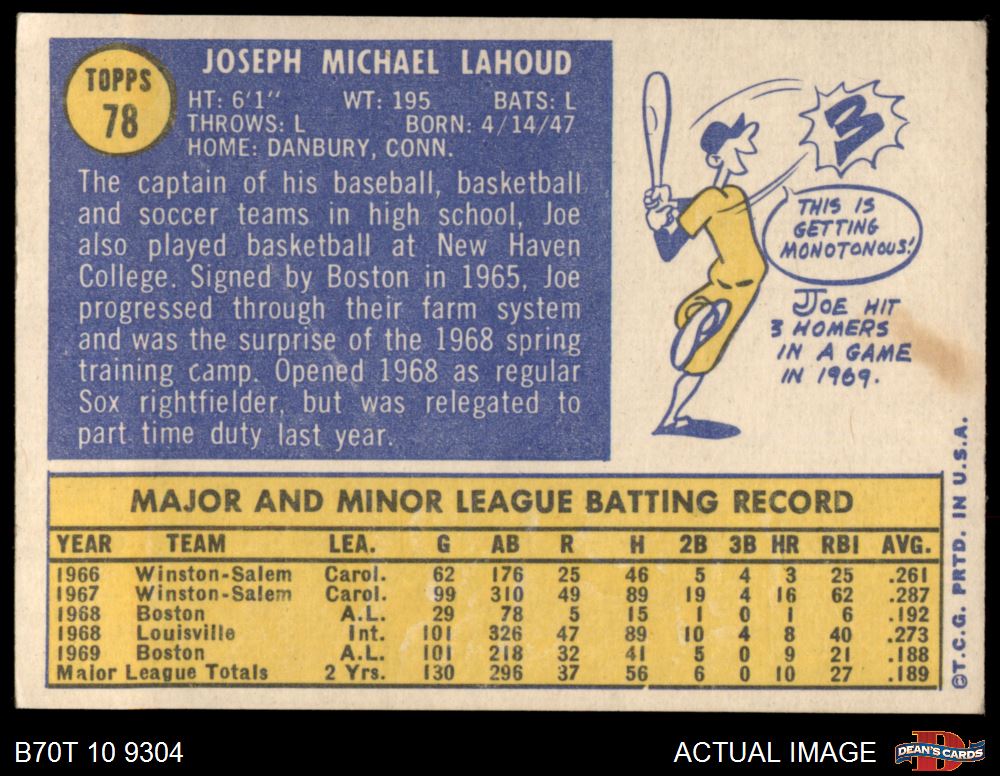 TOPPS
78
JOSEPH MICHAEL LAHOUD
HT: 6'1" WT: 195 BATS: L
THROWS: L BORN: 4/14/47
HOME: DANBURY, CONN.
The captain of his baseball, basketball
and soccer teams in high school, Joe
also played basketball at New Haven
College. Signed by Boston in 1965, Joe
progressed through their farm system
and was the surprise of the 1968 spring
training camp. Opened 1968 as regular
Sox rightfielder, but was relegated to
part time duty last year.
3
THIS IS
GETTING
MONOTONOUS!
JOE HIT
3 HOMERS
IN A GAME
IN 1969.
MAJOR AND MINOR LEAGUE BATTING RECORD
YEAR TEAM LEA. G AB R H 2B 3B HR RBI AVG.
1966 Winston-Salem Carol. 62 176 25 46 5 4 3 25 .261
1967 Winston-Salem Carol. 99 310 49 89 19 4 16 62 .287
1968 Boston A.L. 29 78 5 15 1 0 1 6 .192
1968 Louisville Int. 101 326 47 89 10 4 8 40 .273
1969 Boston A.L. 101 218 32 41 5 0 9 21 .188
Major League Totals 2 Yrs. 130 296 37 56 6 0 10 27 .189
©T.C.G. PRTD. IN U.S.A.
B70T 10 9304
ACTUAL IMAGE
DEAN'S CARDS